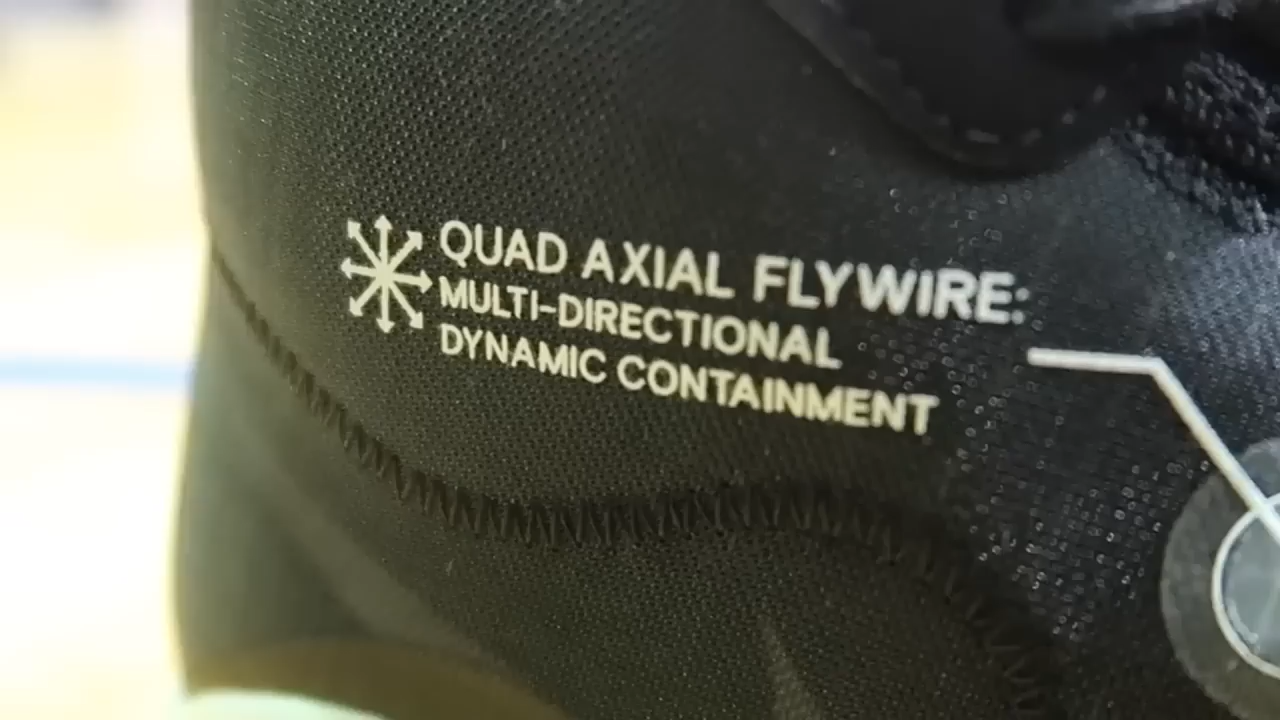 QUAD AXIAL FLYWIRE:
MULTI-DIRECTIONAL
DYNAMIC CONTAINMENT